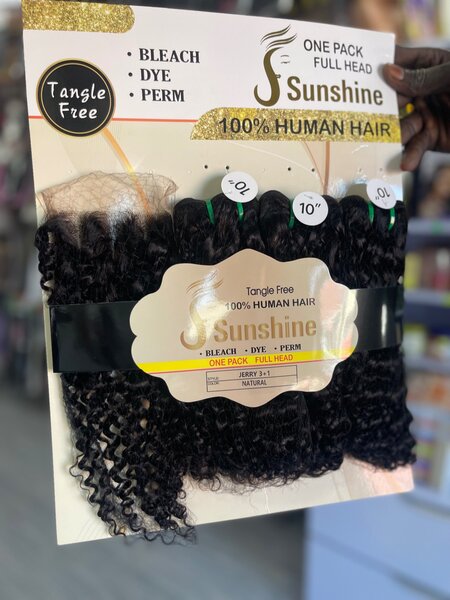 Tangle
Free
• BLEACH
• DYE
• PERM
ONE PACK
FULL HEAD
Sunshine
100% HUMAN HAIR
10"
10"
10"
Tangle Free
100% HUMAN HAIR
Sunshine
• BLEACH • DYE • PERM
ONE PACK FULL HEAD
STYLE: JERRY 3+1
COLOR: NATURAL